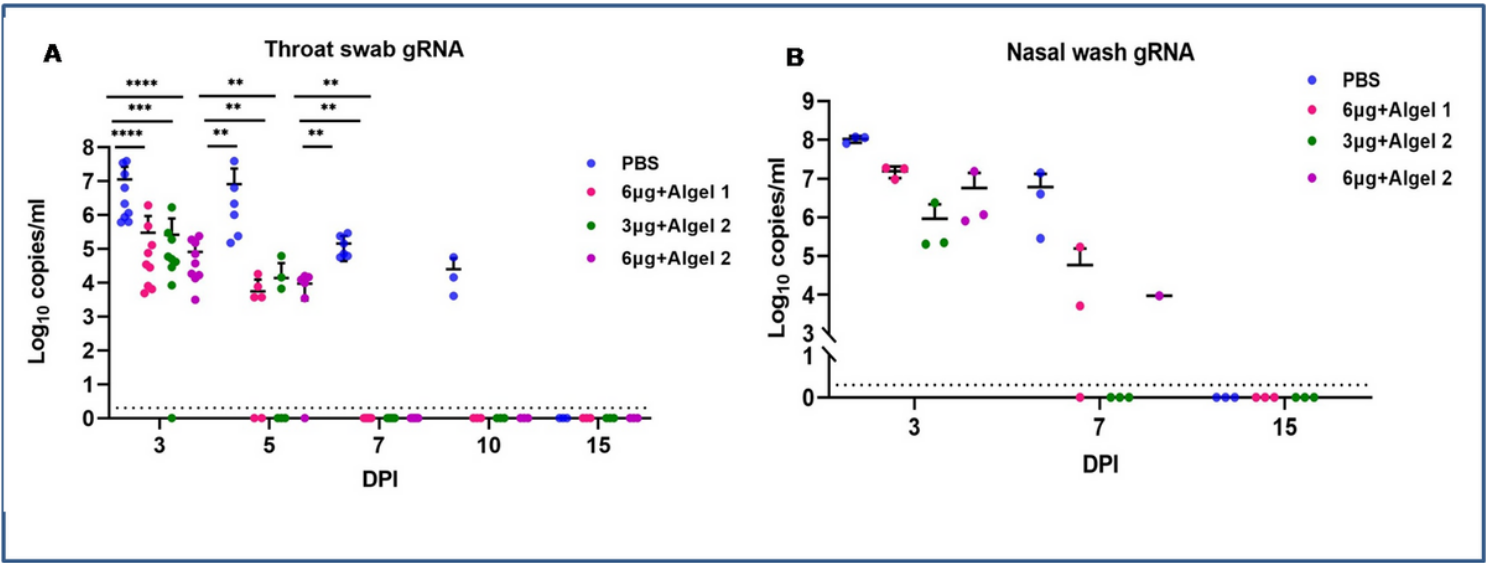 A
Throat swab gRNA
**** ** **
*** ** **
**** ** **
8
7
6
5
4
3
2
1
0
Log10 copies/ml
3 5 7 10 15
DPI
PBS
6µg+Algel 1
3µg+Algel 2
6µg+Algel 2
B
Nasal wash gRNA
9
8
7
6
5
4
3
1
0
Log10 copies/ml
3 7 15
DPI
PBS
6µg+Algel 1
3µg+Algel 2
6µg+Algel 2